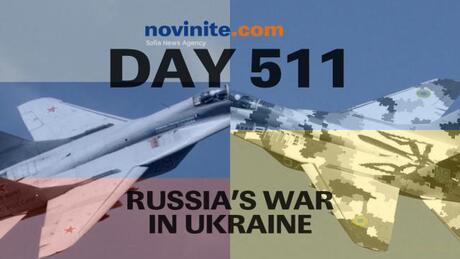 novinite.com
Sofia News Agency
DAY 511
RUSSIA'S WAR
IN UKRAINE